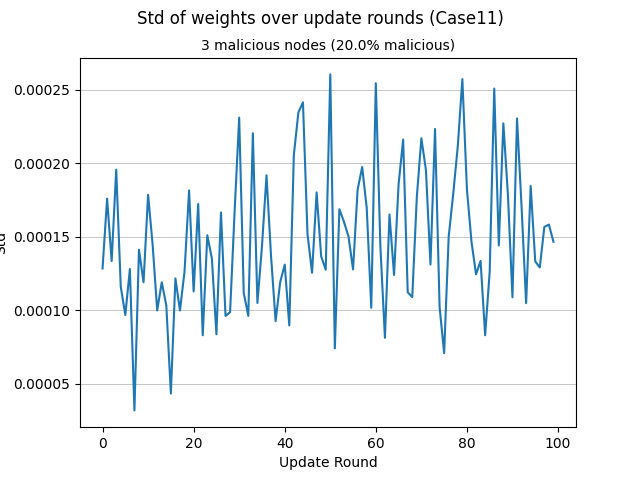 Std of weights over update rounds (Case11)
3 malicious nodes (20.0% malicious)
0.00025
0.00020
0.00015
0.00010
0.00005
Std
0
20
40
60
80
100
Update Round